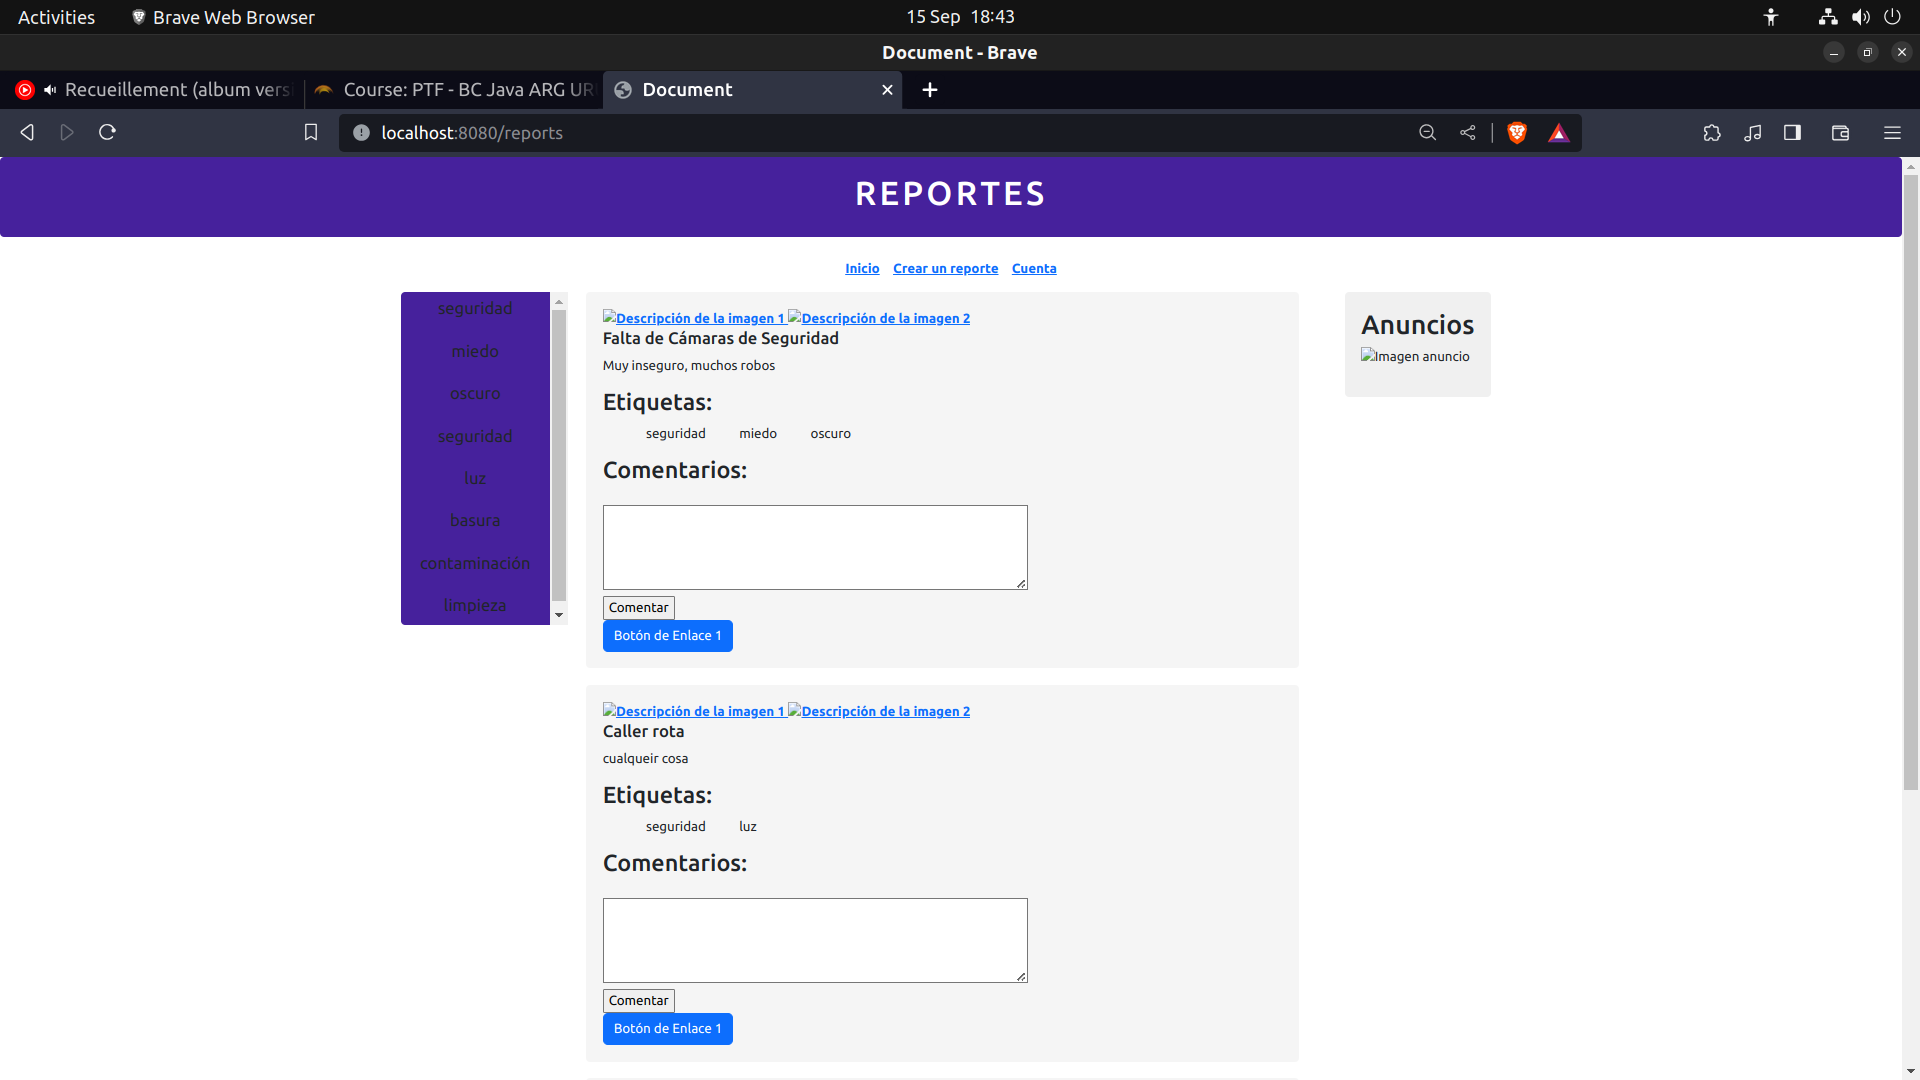 Activities
Brave Web Browser
15 Sep 18:43
Document - Brave
Recueillement (album vers
Course: PTF - BC Java ARG UR
Document
localhost:8080/reports
REPORTES
Inicio Crear un reporte Cuenta
seguridad
miedo
oscuro
seguridad
luz
basura
contaminación
limpieza
Descripción de la imagen 1 Descripción de la imagen 2
Falta de Cámaras de Seguridad
Muy inseguro, muchos robos
Etiquetas:
seguridad miedo oscuro
Comentarios:
Comentar
Botón de Enlace 1
Descripción de la imagen 1 Descripción de la imagen 2
Caller rota
cualqueir cosa
Etiquetas:
seguridad luz
Comentarios:
Comentar
Botón de Enlace 1
Anuncios
Imagen anuncio